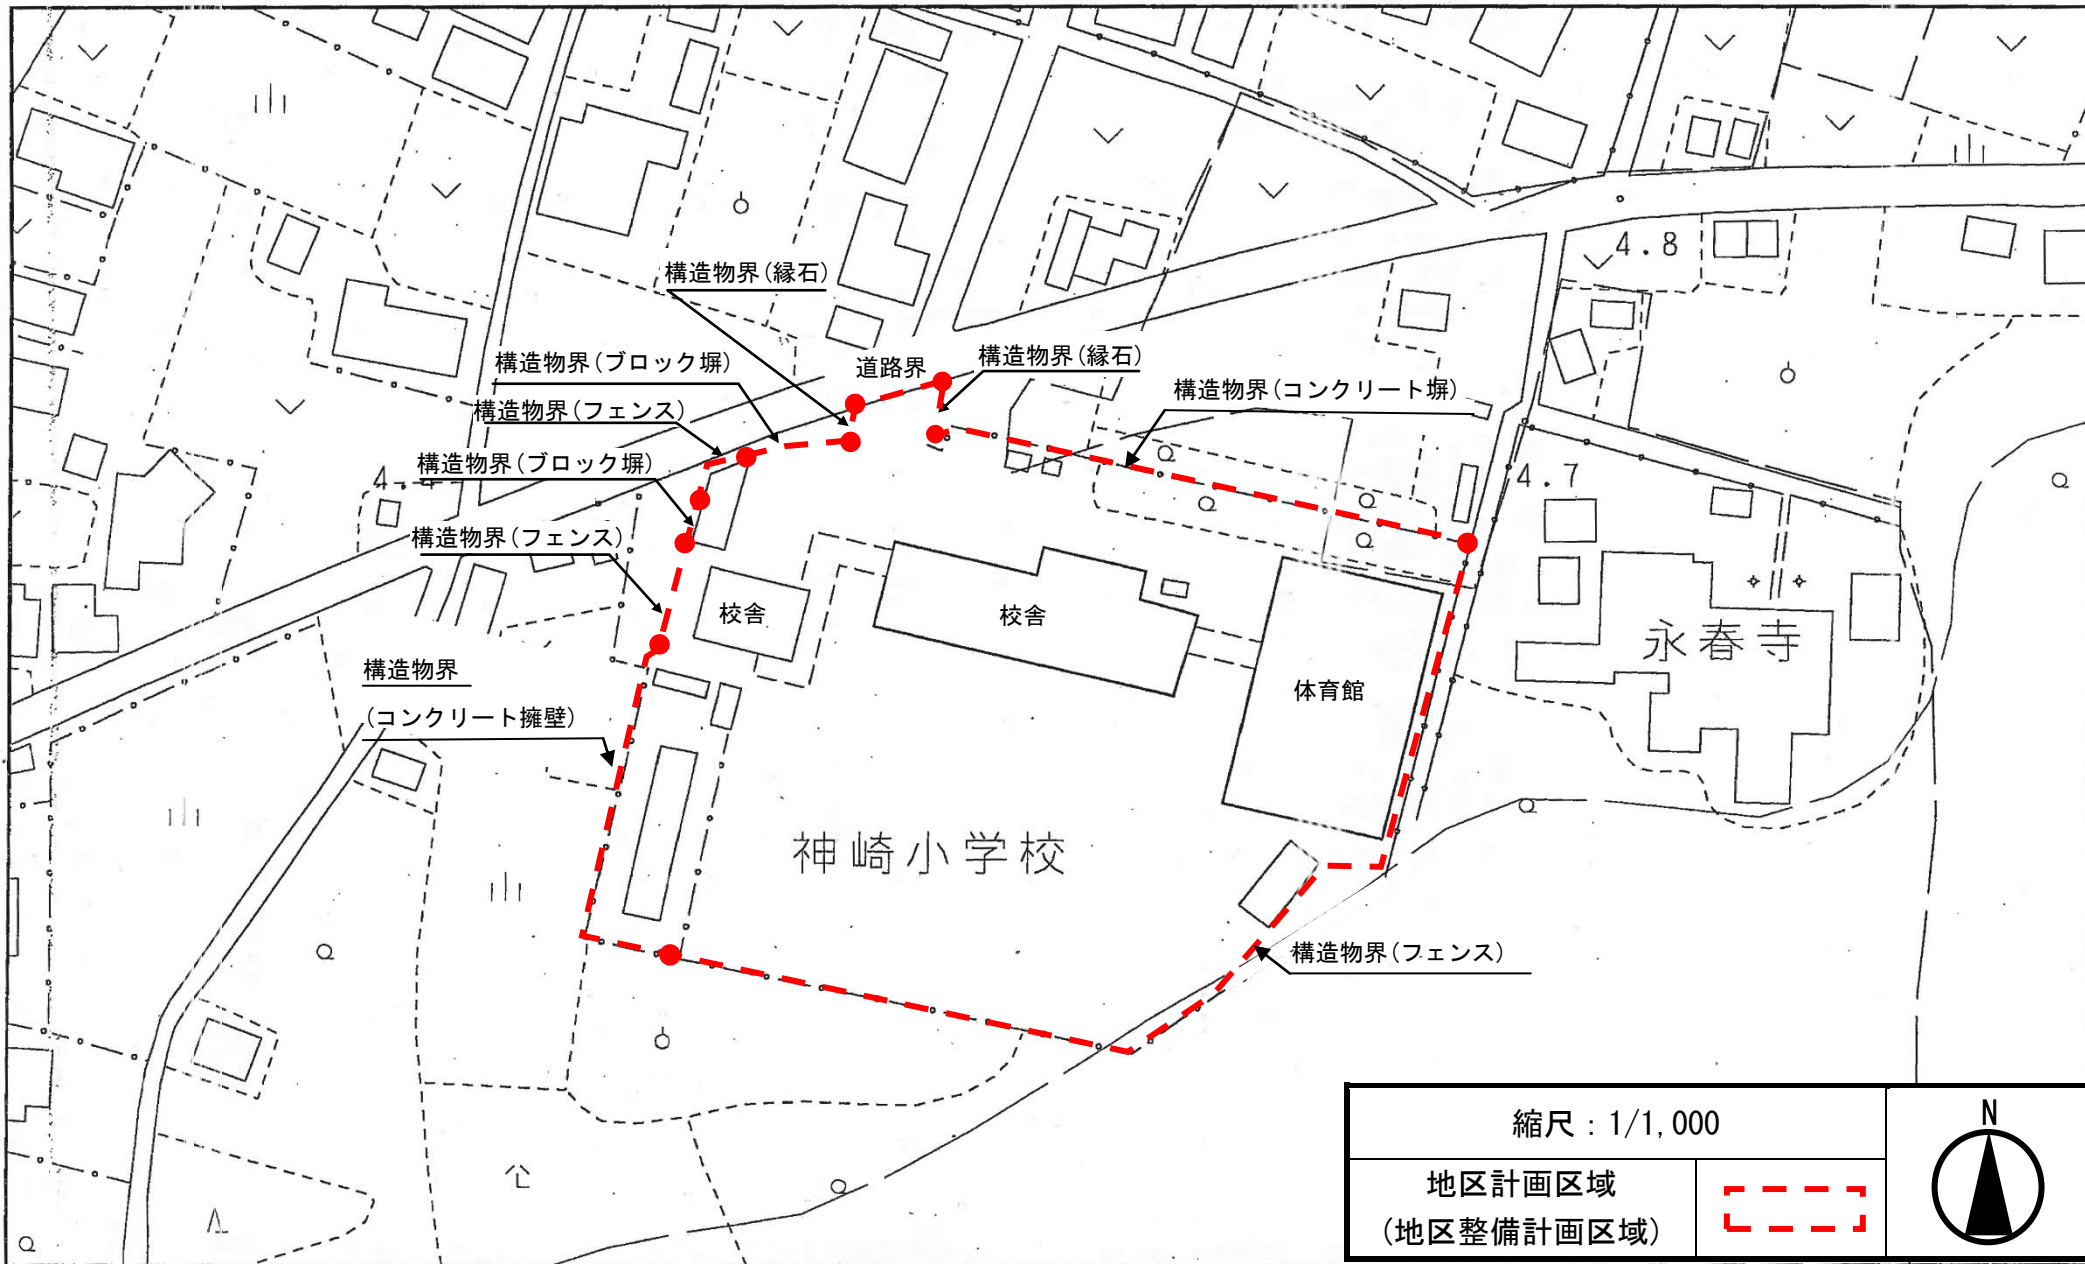 4.8
構造物界(縁石)
構造物界(ブロック塀)
道路界
構造物界(縁石)
構造物界(コンクリート塀)
構造物界(フェンス)
構造物界(ブロック塀)
4.4
4.7
構造物界(フェンス)
校舎
校舎
永春寺
構造物界
(コンクリート擁壁)
体育館
神崎小学校
構造物界(フェンス)
縮尺：1/1,000
N
地区計画区域
(地区整備計画区域)